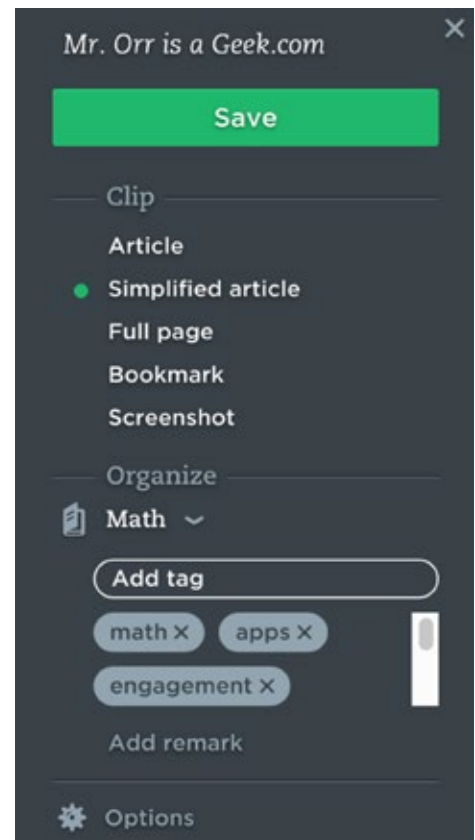 Mr. Orr is a Geek.com
Save
Clip
Article
Simplified article
Full page
Bookmark
Screenshot
Organize
Math
Add tag
math × apps ×
engagement ×
Add remark
Options